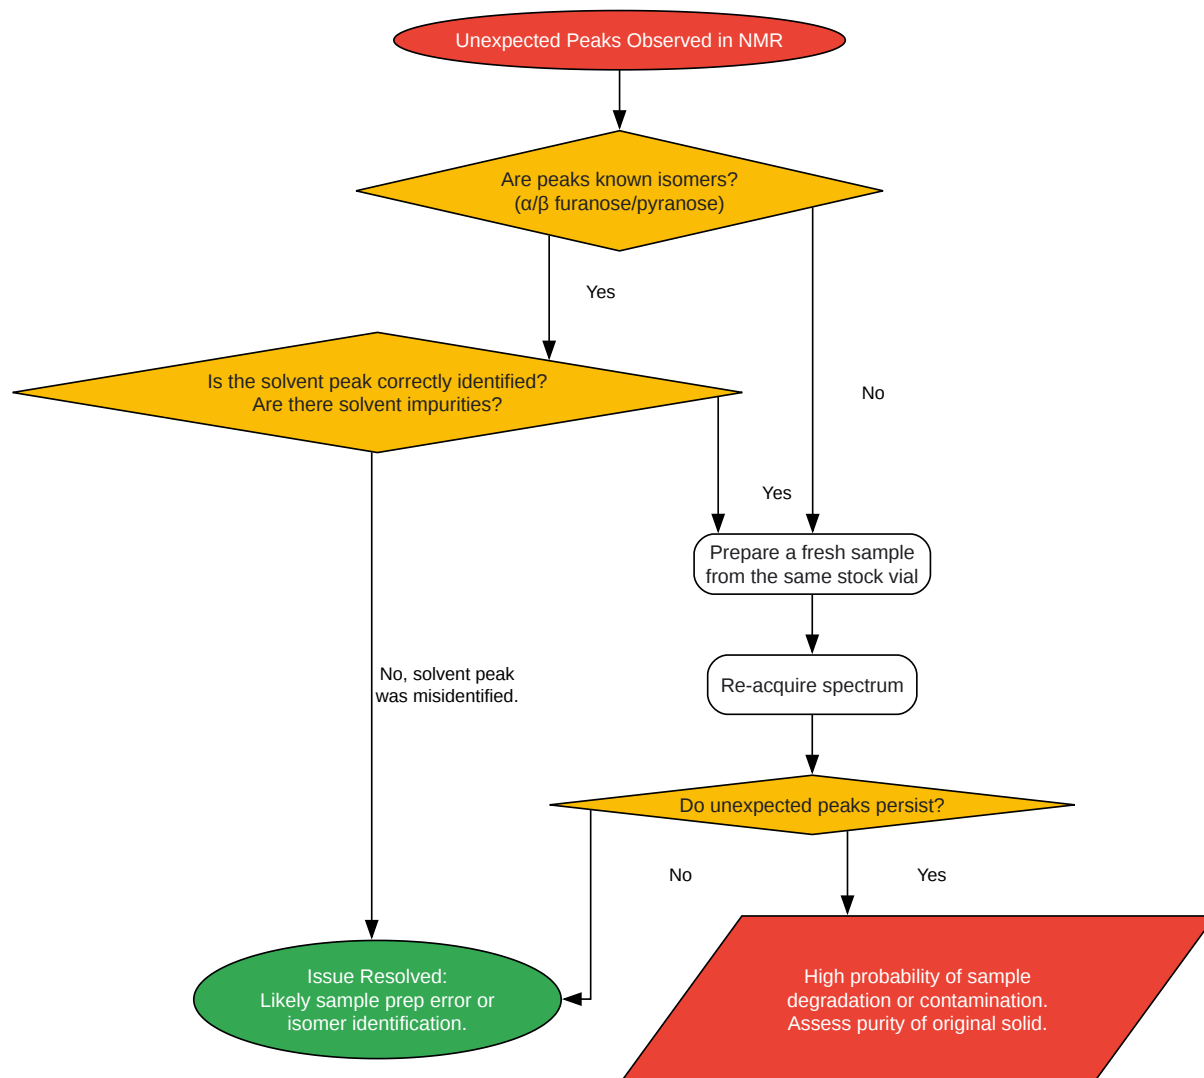 Unexpected Peaks Observed in NMR
Are peaks known isomers?
(α/β furanose/pyranose)
Yes
Is the solvent peak correctly identified?
Are there solvent impurities?
No
Yes
Prepare a fresh sample
from the same stock vial
No, solvent peak
was misidentified.
Re-acquire spectrum
Do unexpected peaks persist?
No
Yes
Issue Resolved:
Likely sample prep error or
isomer identification.
High probability of sample
degradation or contamination.
Assess purity of original solid.